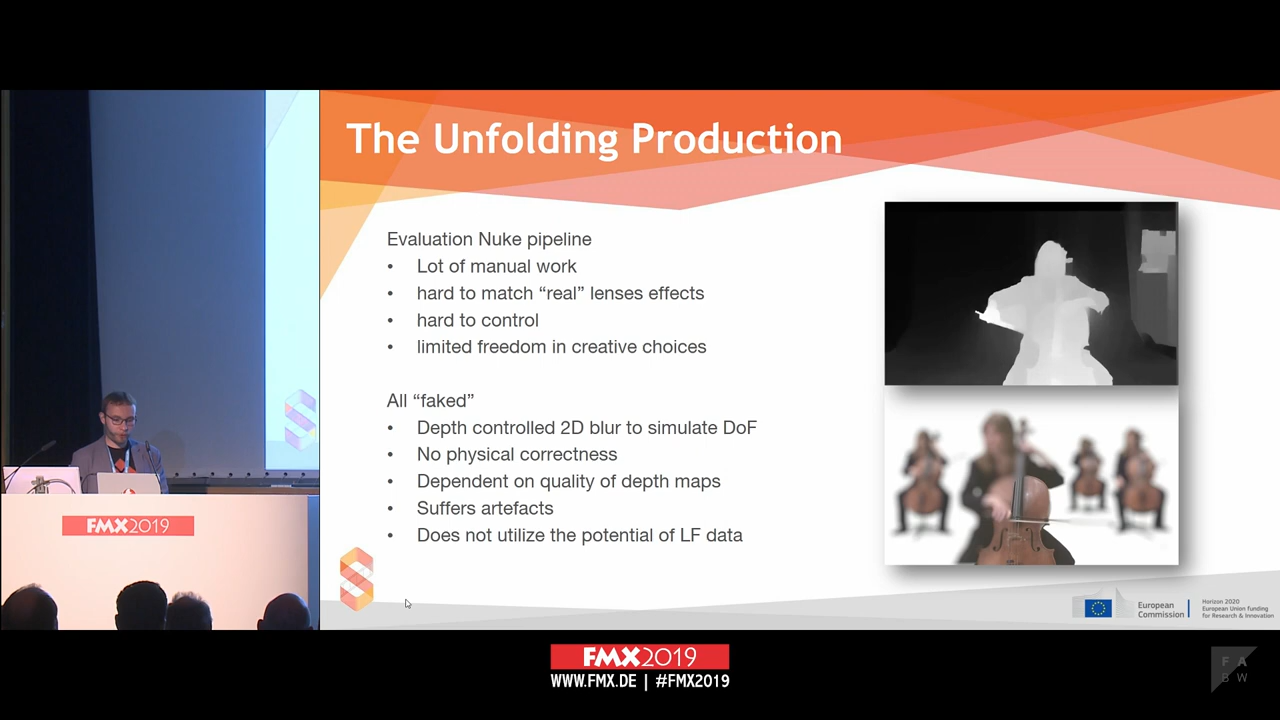 The Unfolding Production
Evaluation Nuke pipeline
• Lot of manual work
• hard to match “real” lenses effects
• hard to control
• limited freedom in creative choices
All “faked”
• Depth controlled 2D blur to simulate DoF
• No physical correctness
• Dependent on quality of depth maps
• Suffers artefacts
• Does not utilize the potential of LF data
FMX2019
European
Commission
Horizon 2020
European Union funding
for Research & Innovation
FMX2019
WWW.FMX.DE | #FMX2019
F A
B W